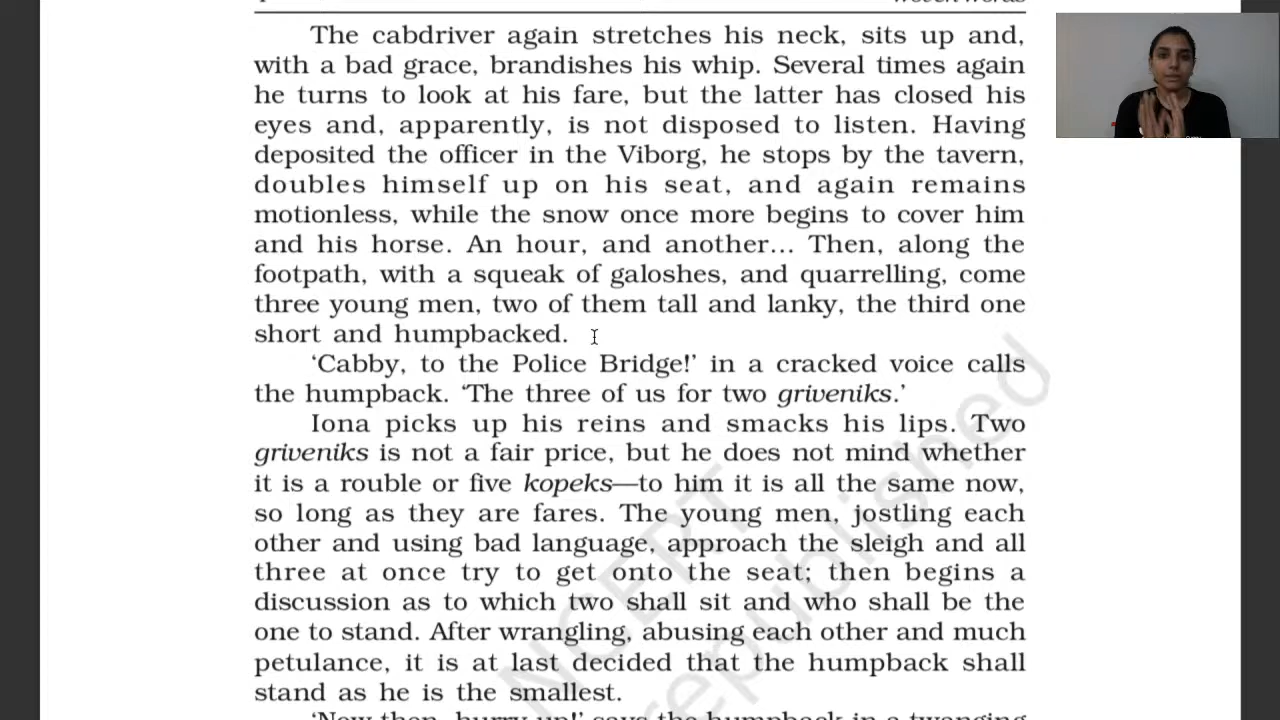 The cabdriver again stretches his neck, sits up and,
with a bad grace, brandishes his whip. Several times again
he turns to look at his fare, but the latter has closed his
eyes and, apparently, is not disposed to listen. Having
deposited the officer in the Viborg, he stops by the tavern,
doubles himself up on his seat, and again remains
motionless, while the snow once more begins to cover him
and his horse. An hour, and another... Then, along the
footpath, with a squeak of galoshes, and quarrelling, come
three young men, two of them tall and lanky, the third one
short and humpbacked.
‘Cabby, to the Police Bridge!’ in a cracked voice calls
the humpback. ‘The three of us for two griveniks.’
Iona picks up his reins and smacks his lips. Two
griveniks is not a fair price, but he does not mind whether
it is a rouble or five kopeks—to him it is all the same now,
so long as they are fares. The young men, jostling each
other and using bad language, approach the sleigh and all
three at once try to get onto the seat; then begins a
discussion as to which two shall sit and who shall be the
one to stand. After wrangling, abusing each other and much
petulance, it is at last decided that the humpback shall
stand as he is the smallest.
‘Now then, hurry up!’ says the humpback in a twanging
NCERT
republished